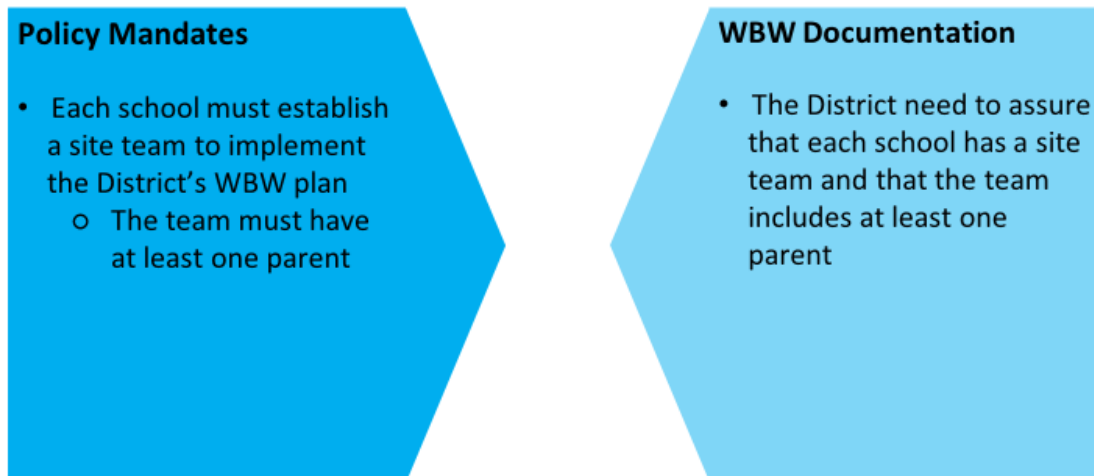 Policy Mandates
• Each school must establish
a site team to implement
the District’s WBW plan
o The team must have
at least one parent
WBW Documentation
• The District need to assure
that each school has a site
team and that the team
includes at least one
parent